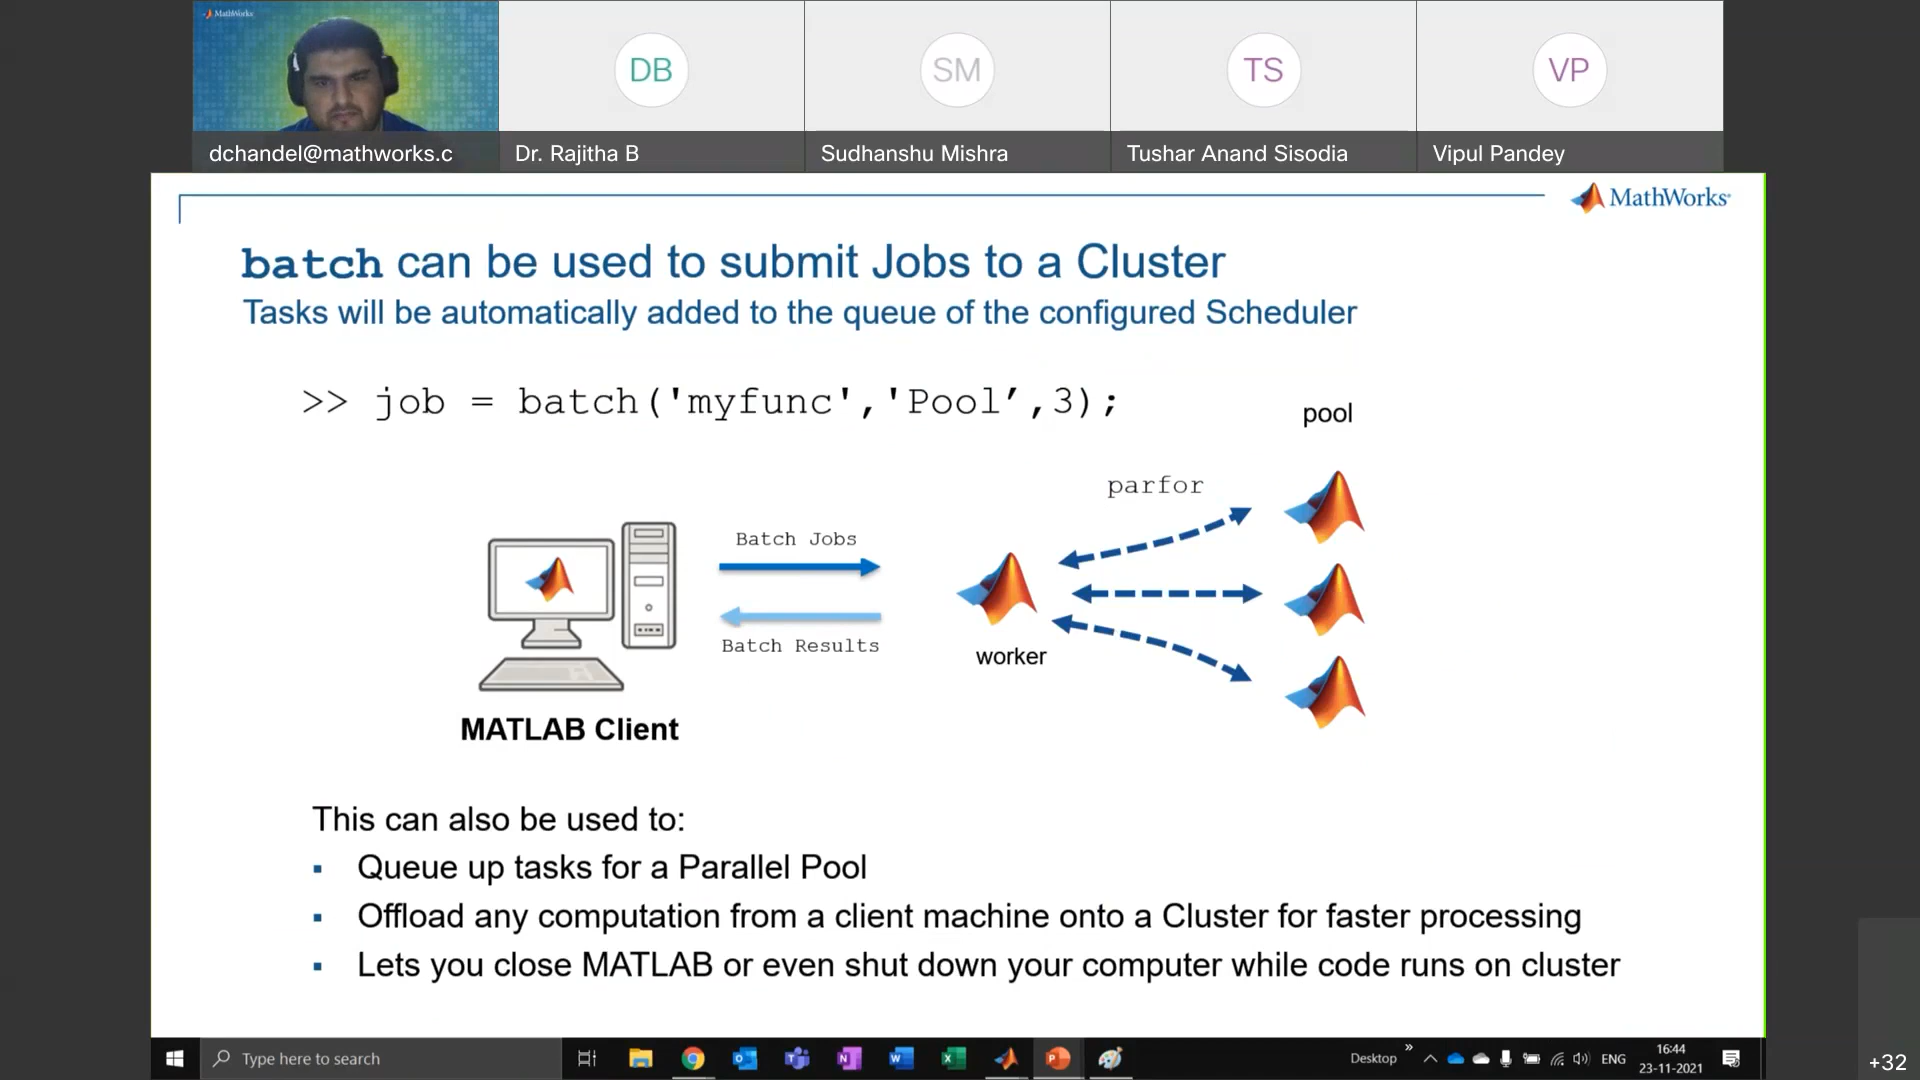 MathWorks
DB
SM
TS
VP
dchandel@mathworks.c
Dr. Rajitha B
Sudhanshu Mishra
Tushar Anand Sisodia
Vipul Pandey
MathWorks
batch can be used to submit Jobs to a Cluster
Tasks will be automatically added to the queue of the configured Scheduler
>> job = batch('myfunc','Pool’,3);
pool
parfor
Batch Jobs
Batch Results
worker
MATLAB Client
This can also be used to:
▪ Queue up tasks for a Parallel Pool
▪ Offload any computation from a client machine onto a Cluster for faster processing
▪ Lets you close MATLAB or even shut down your computer while code runs on cluster
Type here to search
Desktop
ENG
16:44
23-11-2021
+32